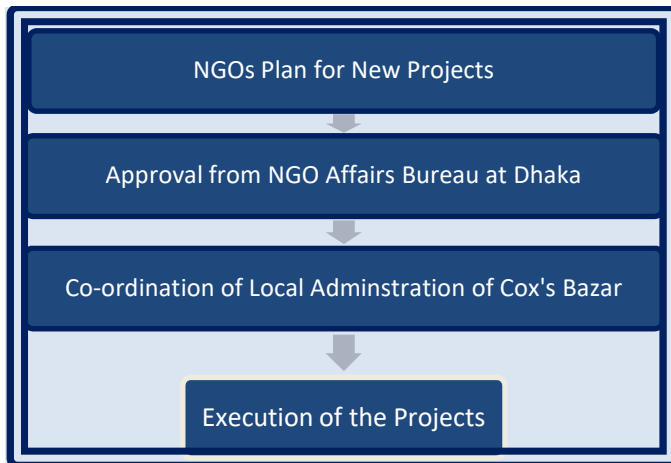 NGOs Plan for New Projects
Approval from NGO Affairs Bureau at Dhaka
Co-ordination of Local Adminstration of Cox's Bazar
Execution of the Projects